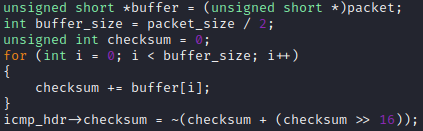 unsigned short *buffer = (unsigned short *)packet;
int buffer_size = packet_size / 2;
unsigned int checksum = 0;
for (int i = 0; i < buffer_size; i++)
{
    checksum += buffer[i];
}
icmp_hdr->checksum = ~(checksum + (checksum >> 16));